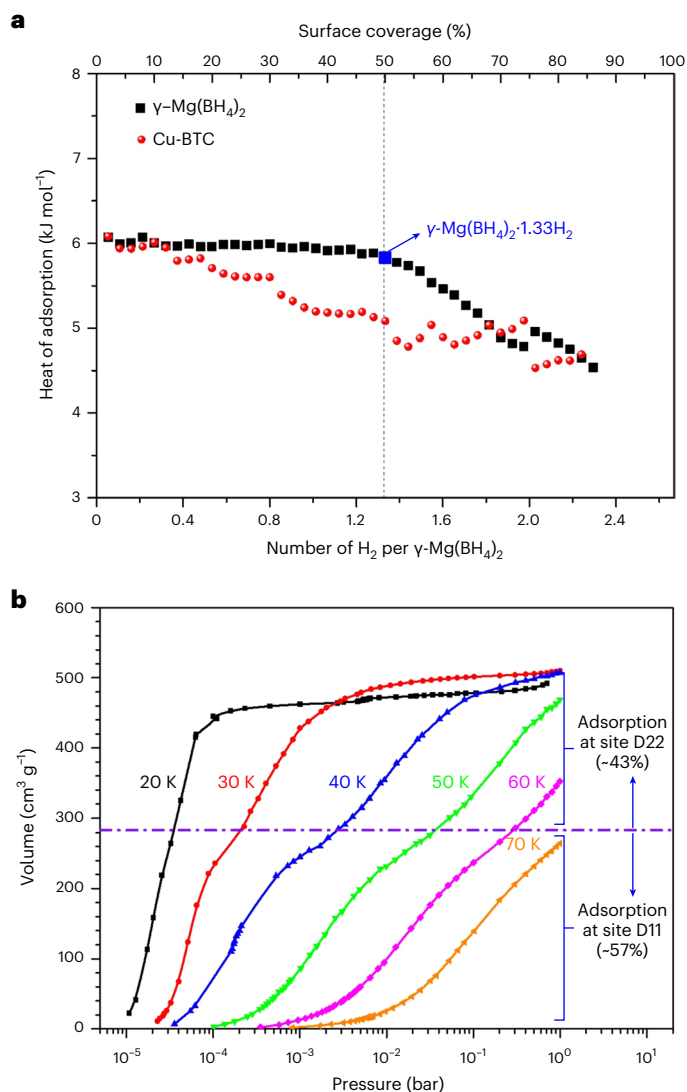 a
Surface coverage (%)
0 10 20 30 40 50 60 70 80 90 100
8
7
6
5
4
3
Heat of adsorption (kJ mol⁻¹)
γ–Mg(BH₄)₂
Cu-BTC
γ-Mg(BH₄)₂·1.33H₂
0 0.4 0.8 1.2 1.6 2.0 2.4
Number of H₂ per γ-Mg(BH₄)₂
b
600
500
400
300
200
100
0
Volume (cm³ g⁻¹)
20 K
30 K
40 K
50 K
60 K
70 K
Adsorption
at site D22
(~43%)
Adsorption
at site D11
(~57%)
10⁻⁵ 10⁻⁴ 10⁻³ 10⁻² 10⁻¹ 10⁰ 10¹
Pressure (bar)